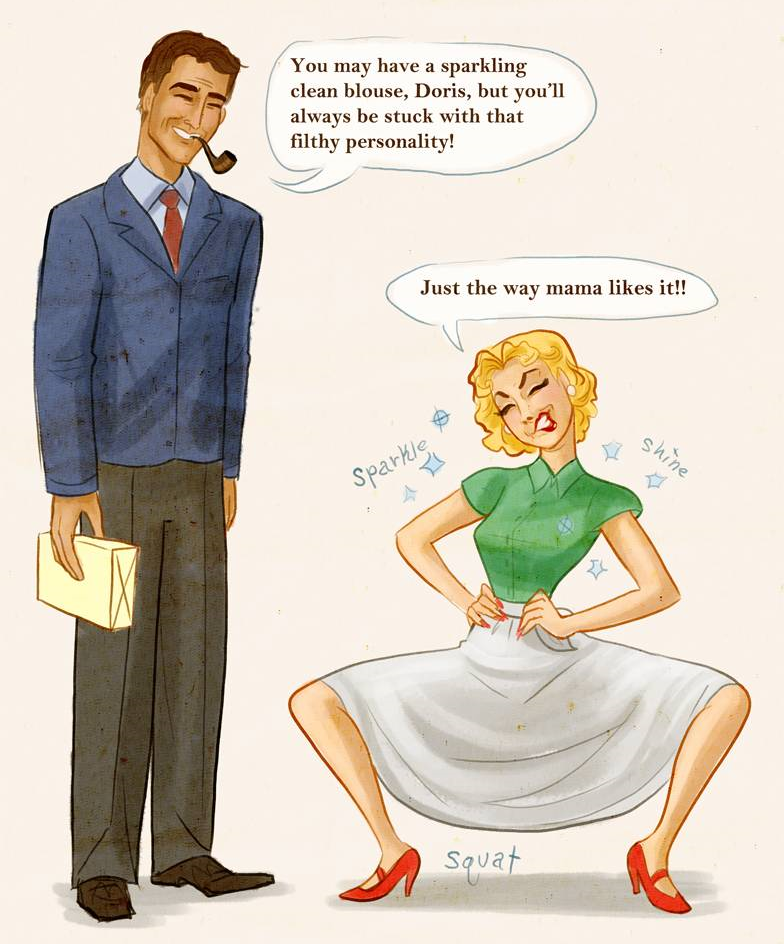 You may have a sparkling
clean blouse, Doris, but you'll
always be stuck with that
filthy personality!
Just the way mama likes it!!
sparkle
shine
squat